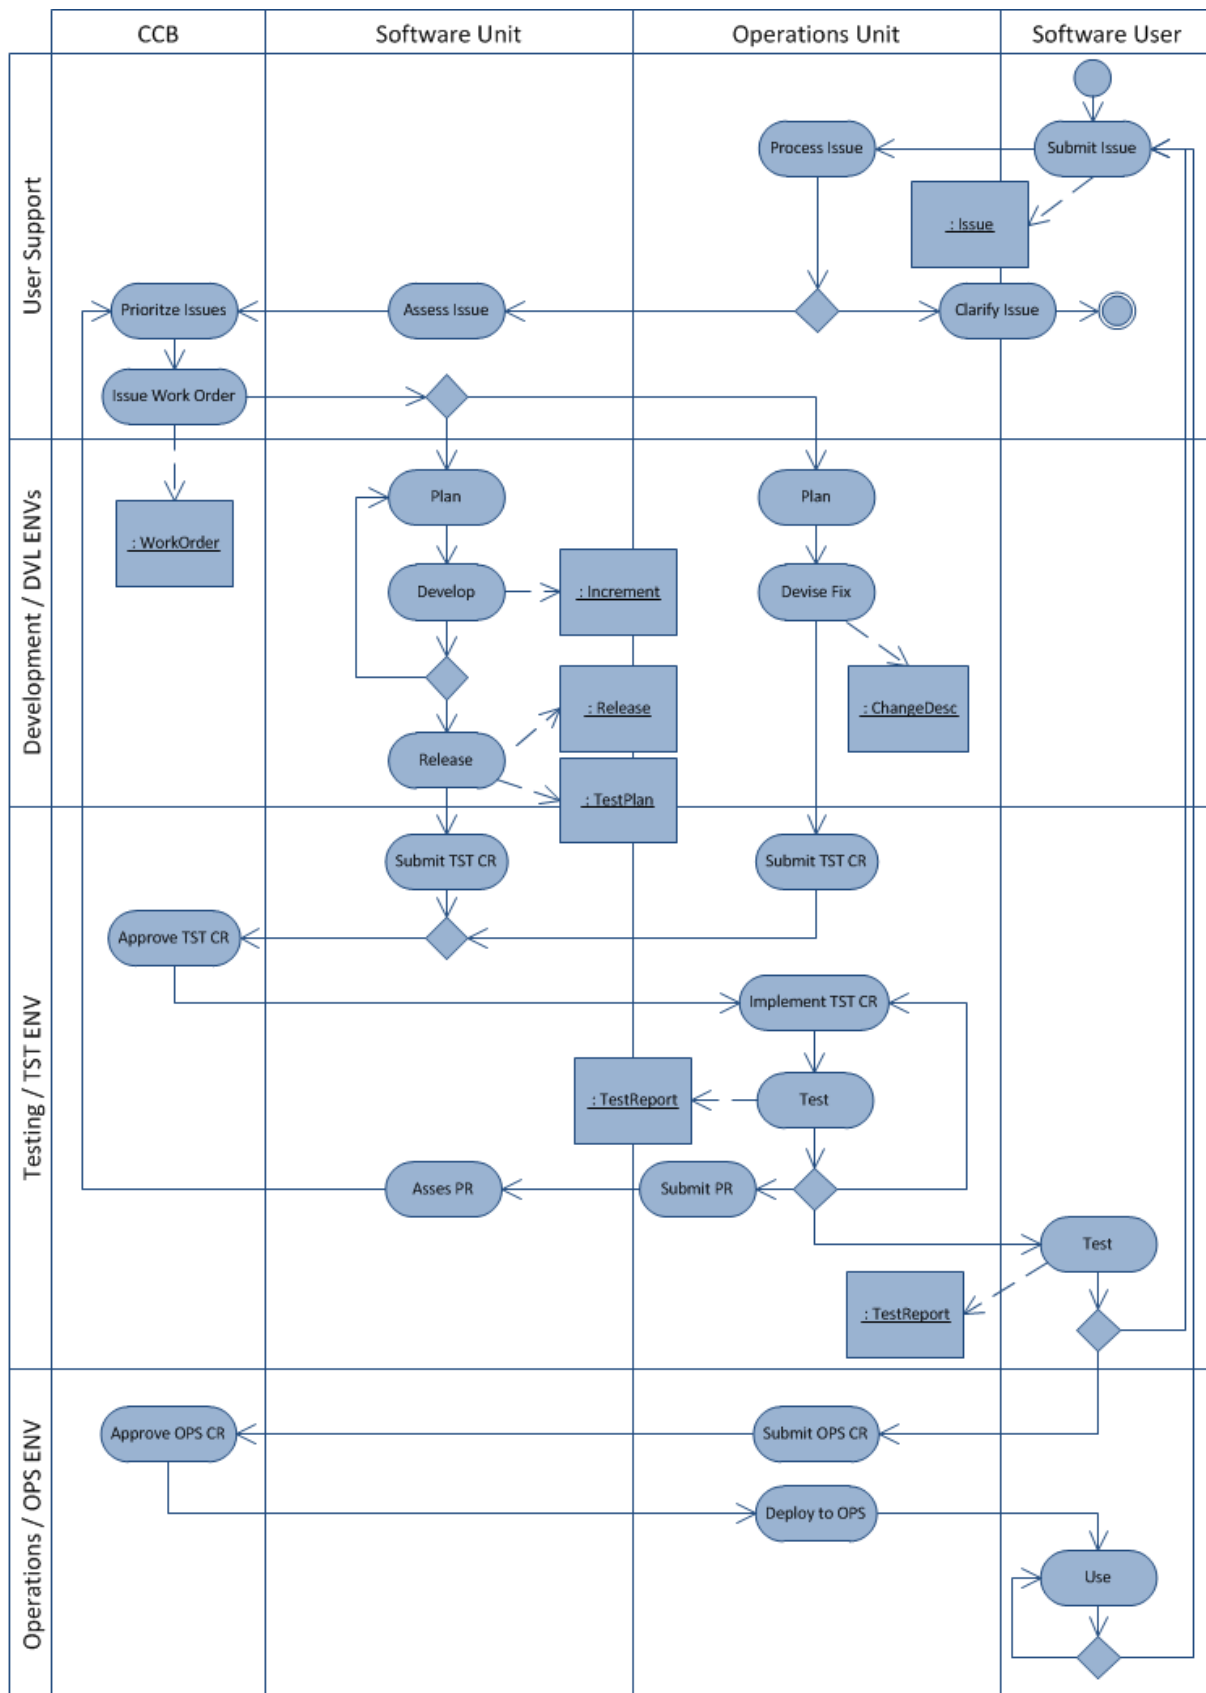 CCB
Software Unit
Operations Unit
Software User
User Support
Process Issue
Submit Issue
: Issue
Prioritze Issues
Assess Issue
Clarify Issue
Issue Work Order
Development / DVL ENVs
Plan
Plan
: WorkOrder
Develop
: Increment
Devise Fix
: Release
: ChangeDesc
Release
: TestPlan
Testing / TST ENV
Submit TST CR
Submit TST CR
Approve TST CR
Implement TST CR
: TestReport
Test
Asses PR
Submit PR
Test
: TestReport
Operations / OPS ENV
Approve OPS CR
Submit OPS CR
Deploy to OPS
Use